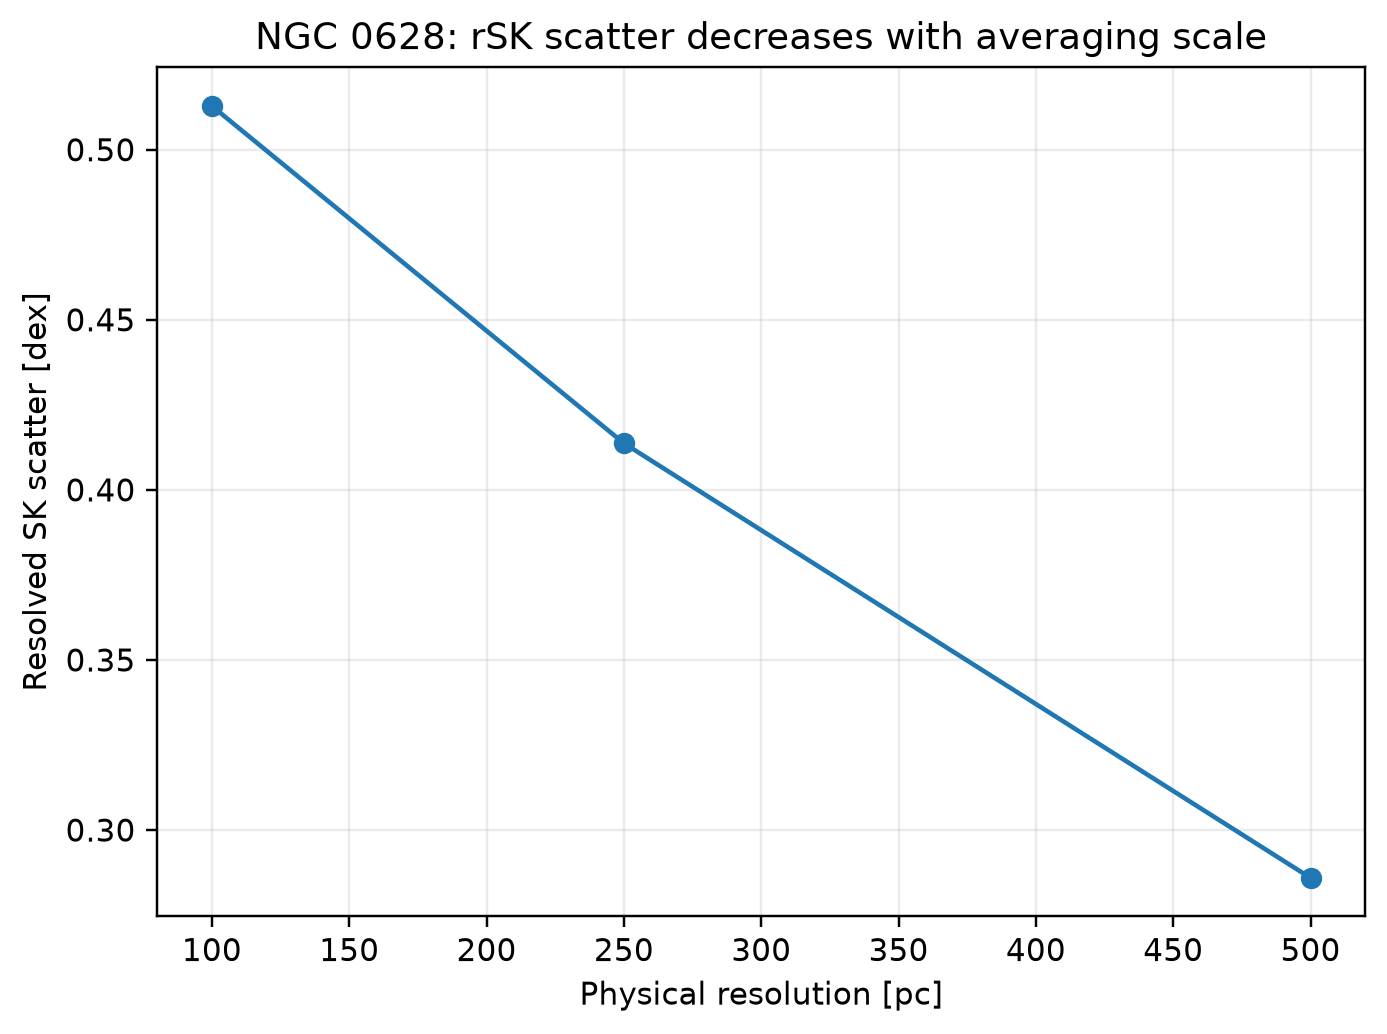 NGC 0628: rSK scatter decreases with averaging scale
Resolved SK scatter [dex]
0.50
0.45
0.40
0.35
0.30
100 150 200 250 300 350 400 450 500
Physical resolution [pc]